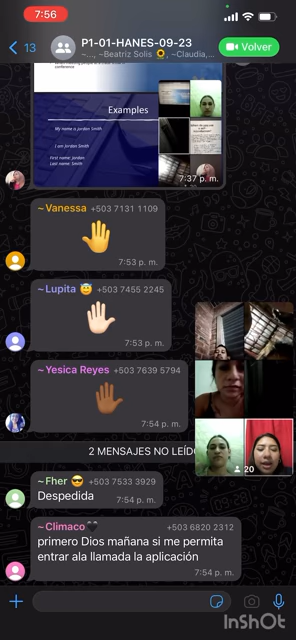 7:56
13
P1-01-HANES-09-23
~..., ~Beatriz Solis 🌻, ~Claudia,...
Volver
conference
Examples
My name is Jordan Smith
I am Jordan Smith
First name: Jordan
Last name: Smith
7:37 p. m.
~Vanessa +503 7131 1109
🤚
7:53 p. m.
~Lupita 😇 +503 7455 2245
🤚🏻
7:53 p. m.
~Yesica Reyes +503 7639 5794
🤚🏾
7:54 p. m.
2 MENSAJES NO LEÍDO
20
~Fher 😎 +503 7533 3929
Despedida
7:54 p. m.
~Climaco🖤 +503 6820 2312
primero Dios mañana si me permita
entrar ala llamada la aplicación
7:54 p. m.
InShOt